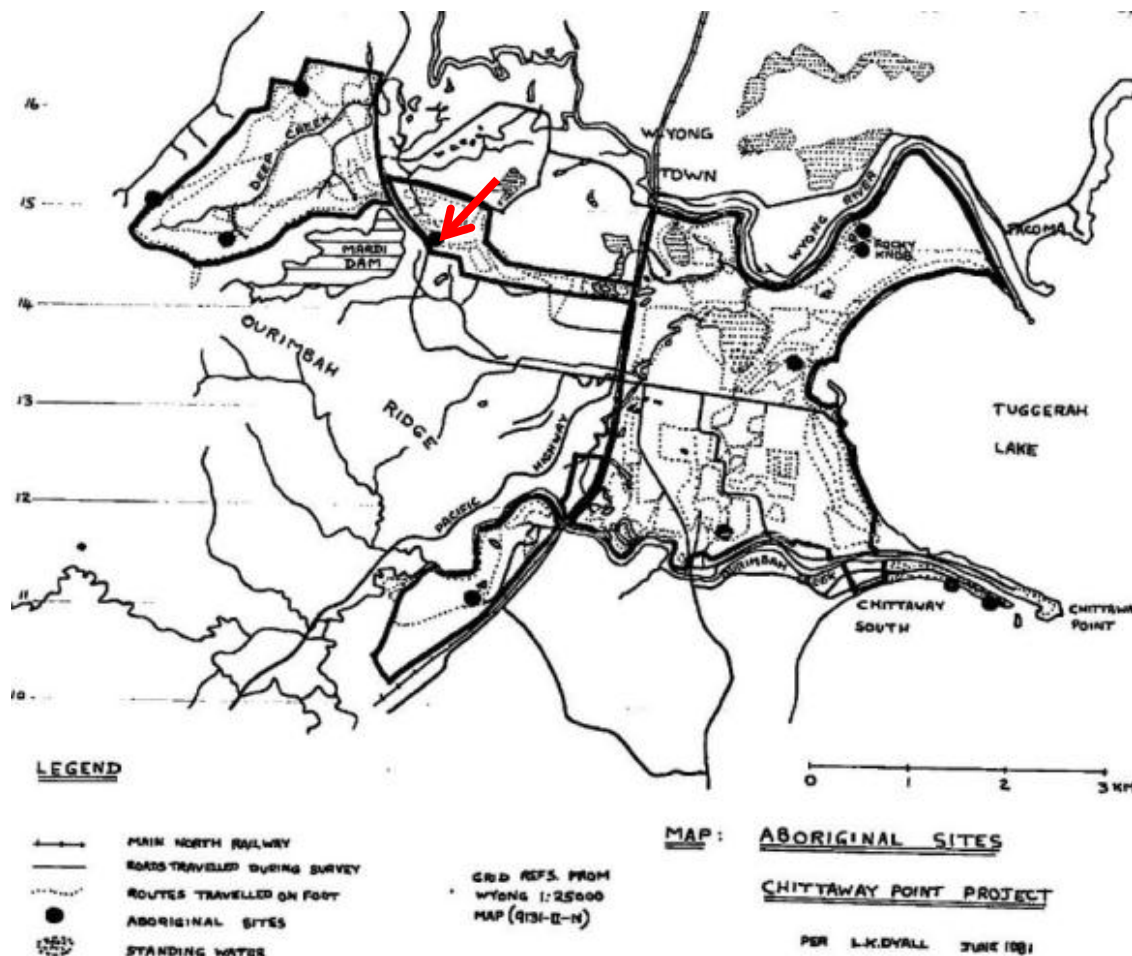 16
WYONG
TOWN
DEEP CREEK
15
WYONG
RIVER
TACOMA
ROCKY
KNOB
MARDI
DAM
14
OURIMBAH
RIDGE
13
TUGGERAH
LAKE
PACIFIC HIGHWAY
12
OURIMBAH CREEK
11
CHITTAWAY
SOUTH
CHITTAWA
POINT
10
LEGEND
0 1 2 3 KM
MAIN NORTH RAILWAY
ROADS TRAVELLED DURING SURVEY
ROUTES TRAVELLED ON FOOT
ABORIGINAL SITES
STANDING WATER
GRID REFS. FROM
WYONG 1:25000
MAP (9131-II-N)
MAP: ABORIGINAL SITES
CHITTAWAY POINT PROJECT
PER L.K.DYALL JUNE 1981